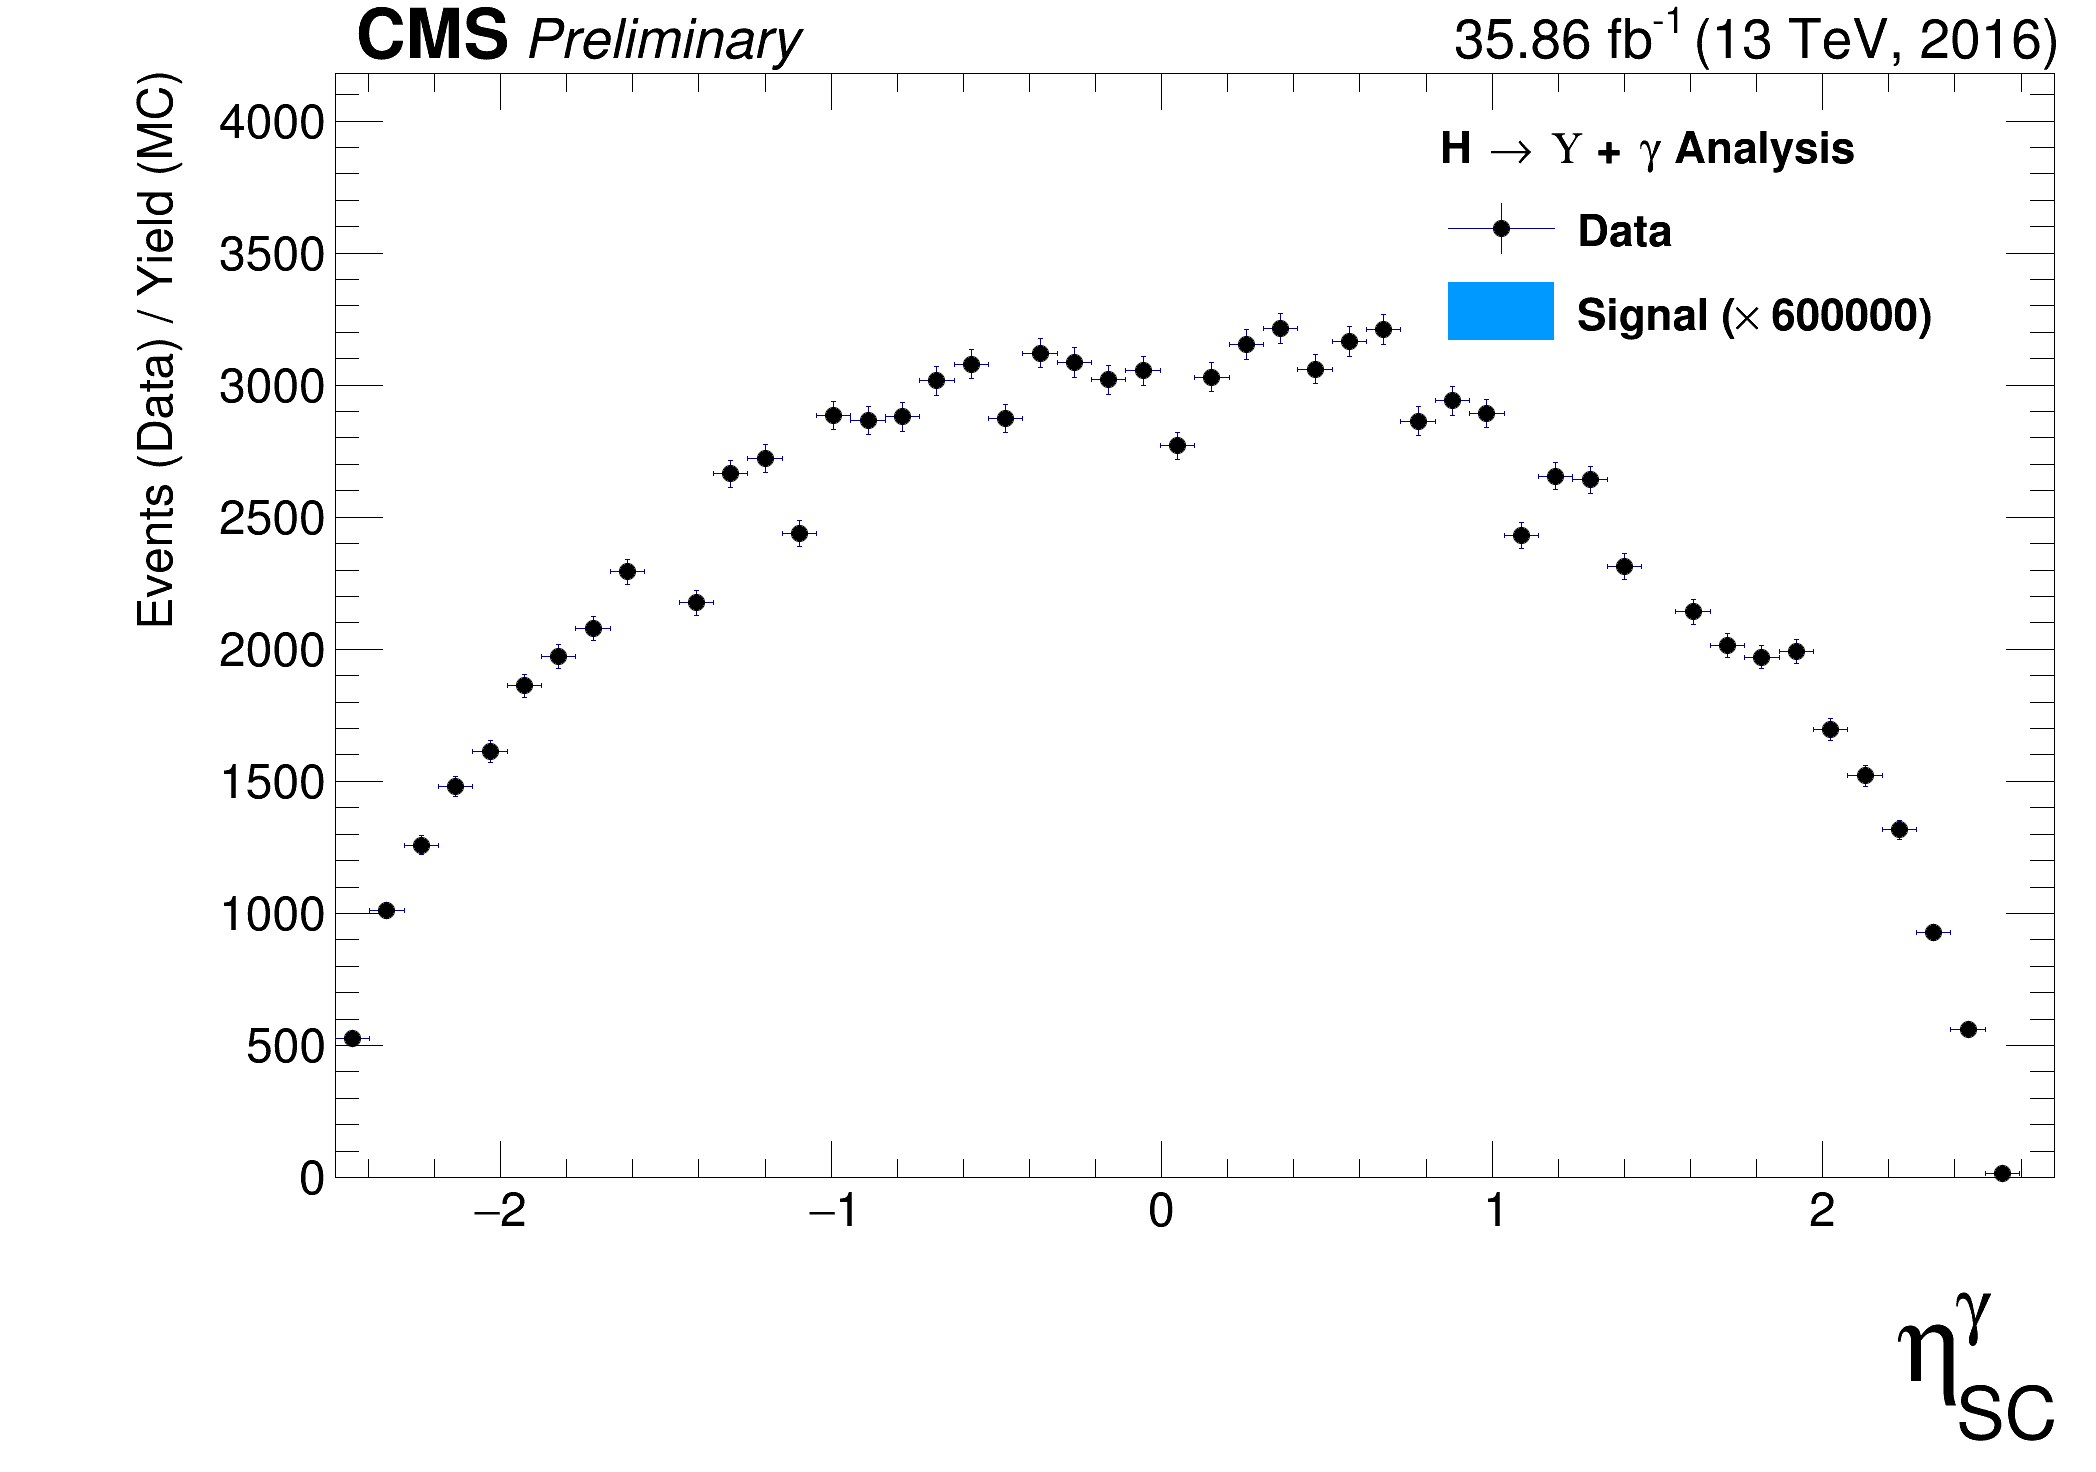 CMS Preliminary
35.86 fb-1 (13 TeV, 2016)
Events (Data) / Yield (MC)
4000
3500
3000
2500
2000
1500
1000
500
0
H → Υ + γ Analysis
Data
Signal (× 600000)
−2 −1 0 1 2
ηγSC